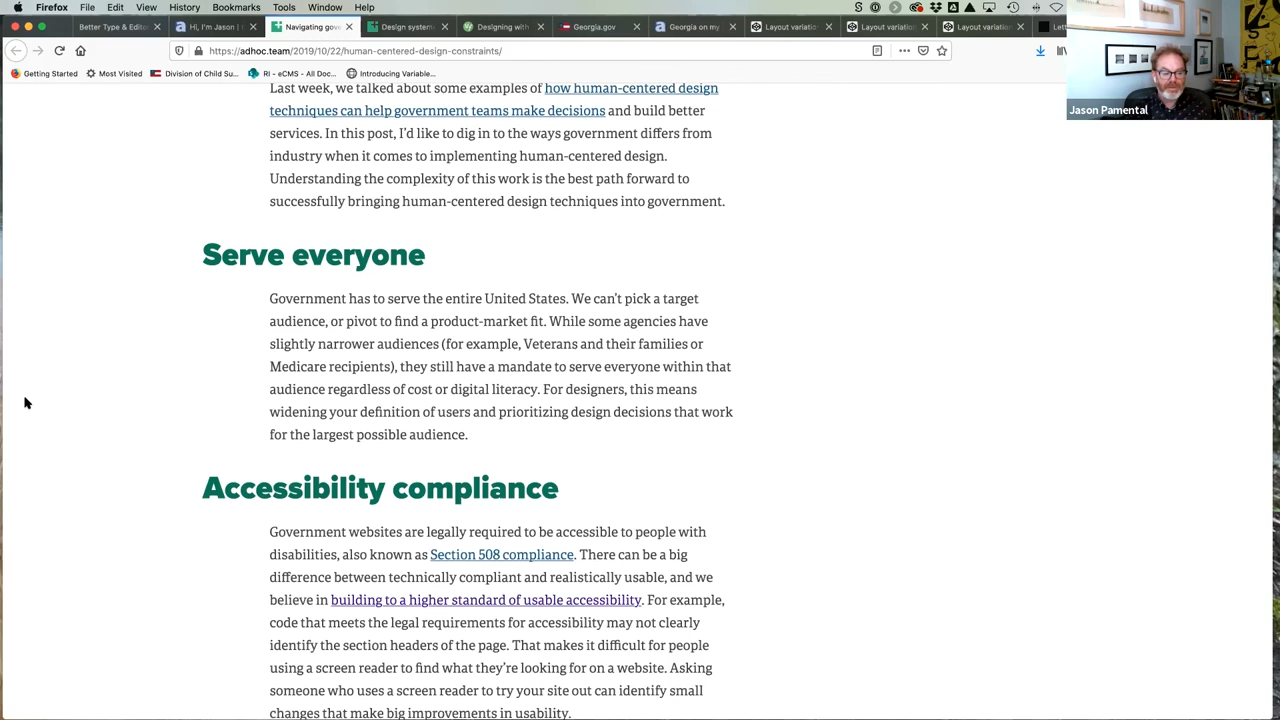 Firefox File Edit View History Bookmarks Tools Window Help
Better Type & Edito
Hi, I'm Jason |
Navigating gov
Design system
Designing with
Georgia.gov
Georgia on my
Layout variatio
Layout variatio
Layout variatio
Lett
https://adhoc.team/2019/10/22/human-centered-design-constraints/
Getting Started Most Visited Division of Child Su... RI - eCMS - All Doc... Introducing Variable...
Jason Pamental
Last week, we talked about some examples of how human-centered design
techniques can help government teams make decisions and build better
services. In this post, I'd like to dig in to the ways government differs from
industry when it comes to implementing human-centered design.
Understanding the complexity of this work is the best path forward to
successfully bringing human-centered design techniques into government.
Serve everyone
Government has to serve the entire United States. We can't pick a target
audience, or pivot to find a product-market fit. While some agencies have
slightly narrower audiences (for example, Veterans and their families or
Medicare recipients), they still have a mandate to serve everyone within that
audience regardless of cost or digital literacy. For designers, this means
widening your definition of users and prioritizing design decisions that work
for the largest possible audience.
Accessibility compliance
Government websites are legally required to be accessible to people with
disabilities, also known as Section 508 compliance. There can be a big
difference between technically compliant and realistically usable, and we
believe in building to a higher standard of usable accessibility. For example,
code that meets the legal requirements for accessibility may not clearly
identify the section headers of the page. That makes it difficult for people
using a screen reader to find what they're looking for on a website. Asking
someone who uses a screen reader to try your site out can identify small
changes that make big improvements in usability.